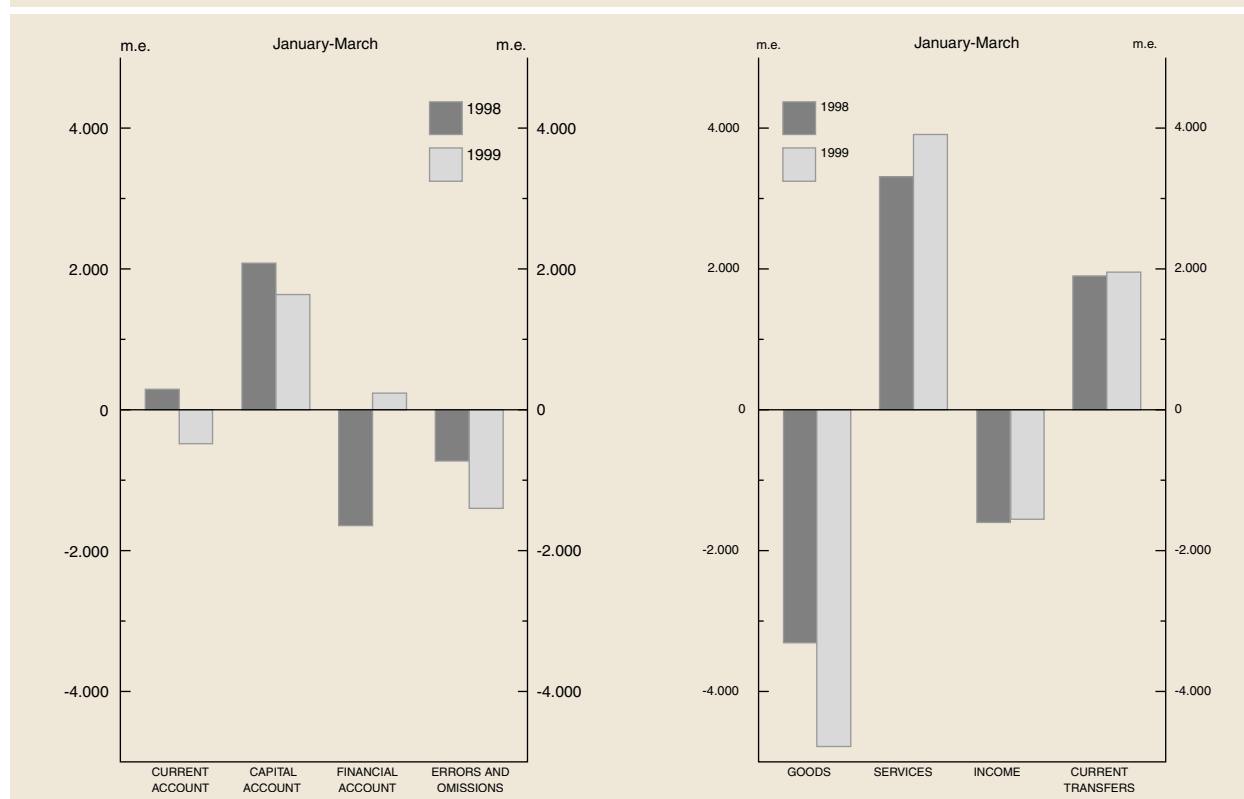 m.e. January-March m.e.
1998
1999
4.000 4.000
2.000 2.000
0 0
-2.000 -2.000
-4.000 -4.000
CURRENT ACCOUNT
CAPITAL ACCOUNT
FINANCIAL ACCOUNT
ERRORS AND OMISSIONS
m.e. January-March m.e.
1998
1999
4.000 4.000
2.000 2.000
0 0
-2.000 -2.000
-4.000 -4.000
GOODS
SERVICES
INCOME
CURRENT TRANSFERS